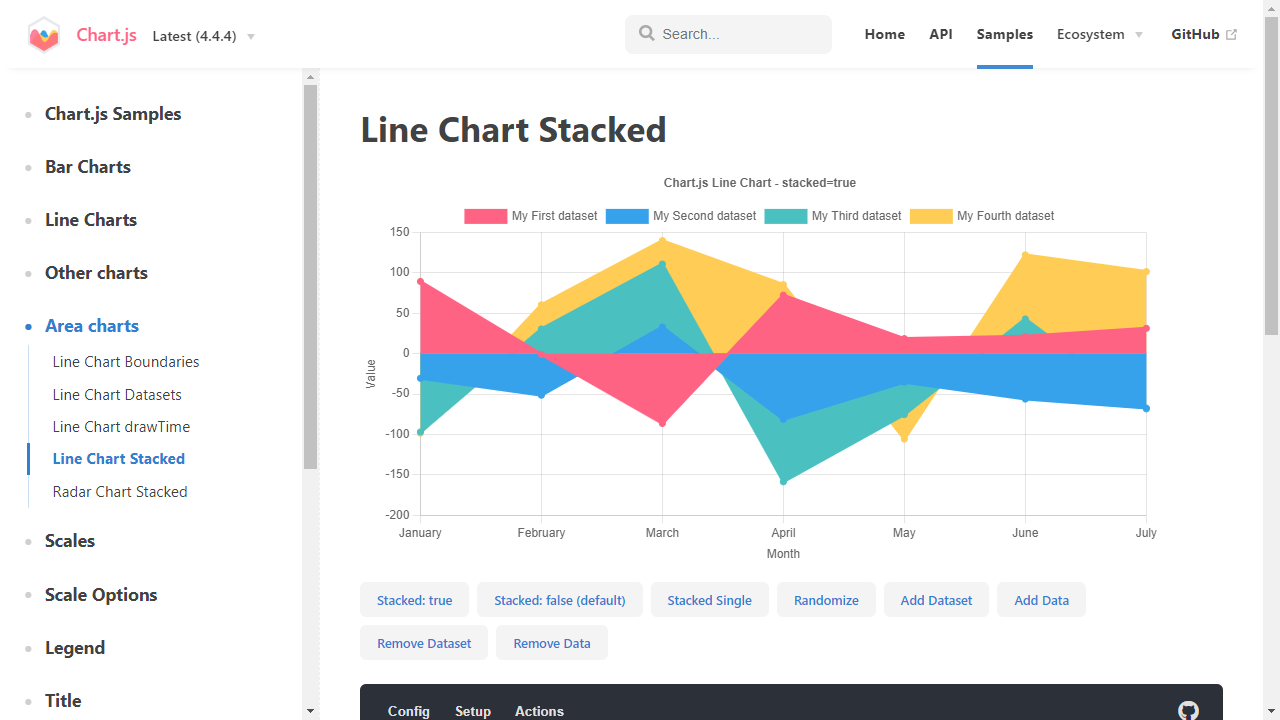 Chart.js
Latest (4.4.4)
Search...
Home
API
Samples
Ecosystem
GitHub
Chart.js Samples
Bar Charts
Line Charts
Other charts
Area charts
Line Chart Boundaries
Line Chart Datasets
Line Chart drawTime
Line Chart Stacked
Radar Chart Stacked
Scales
Scale Options
Legend
Title
Line Chart Stacked
Chart.js Line Chart - stacked=true
My First dataset
My Second dataset
My Third dataset
My Fourth dataset
150
100
50
0
-50
-100
-150
-200
Value
January
February
March
April
May
June
July
Month
Stacked: true
Stacked: false (default)
Stacked Single
Randomize
Add Dataset
Add Data
Remove Dataset
Remove Data
Config
Setup
Actions